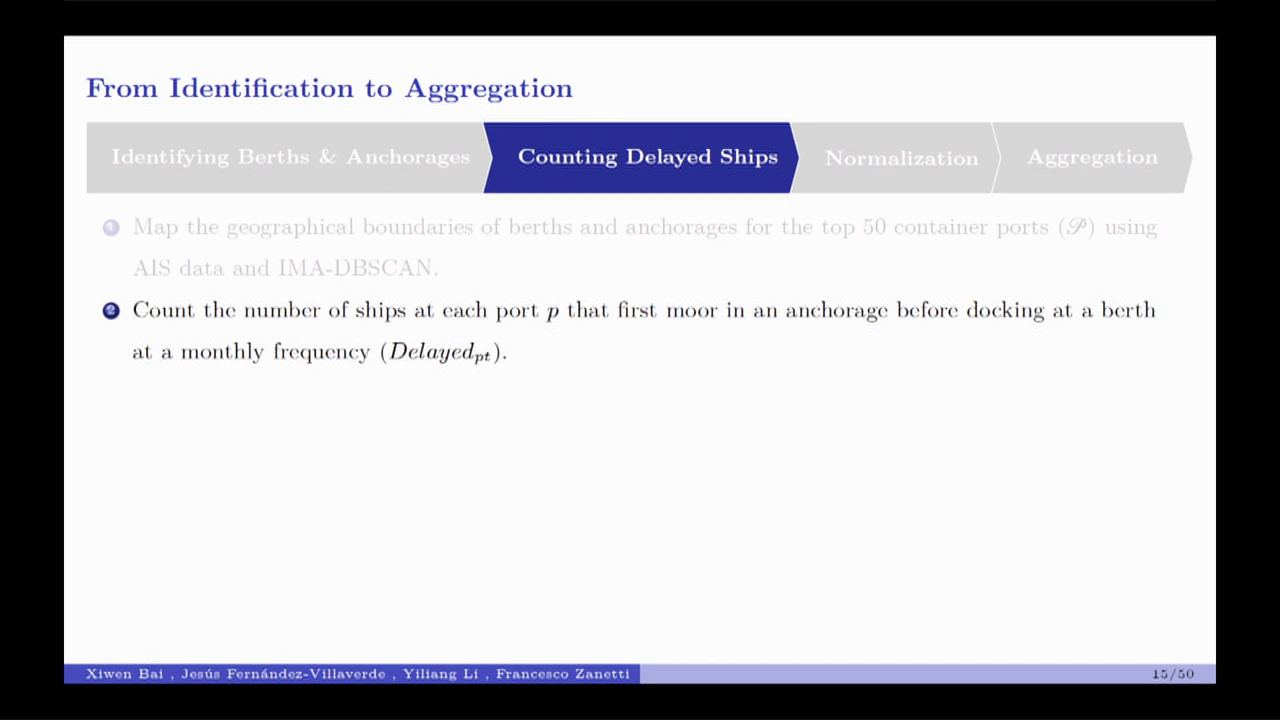 From Identification to Aggregation
Identifying Berths & Anchorages
Counting Delayed Ships
Normalization
Aggregation
1 Map the geographical boundaries of berths and anchorages for the top 50 container ports (𝒫) using
AIS data and IMA-DBSCAN.
2 Count the number of ships at each port p that first moor in an anchorage before docking at a berth
at a monthly frequency (Delayed_pt).
Xiwen Bai , Jesús Fernández-Villaverde , Yiliang Li , Francesco Zanetti
15/50